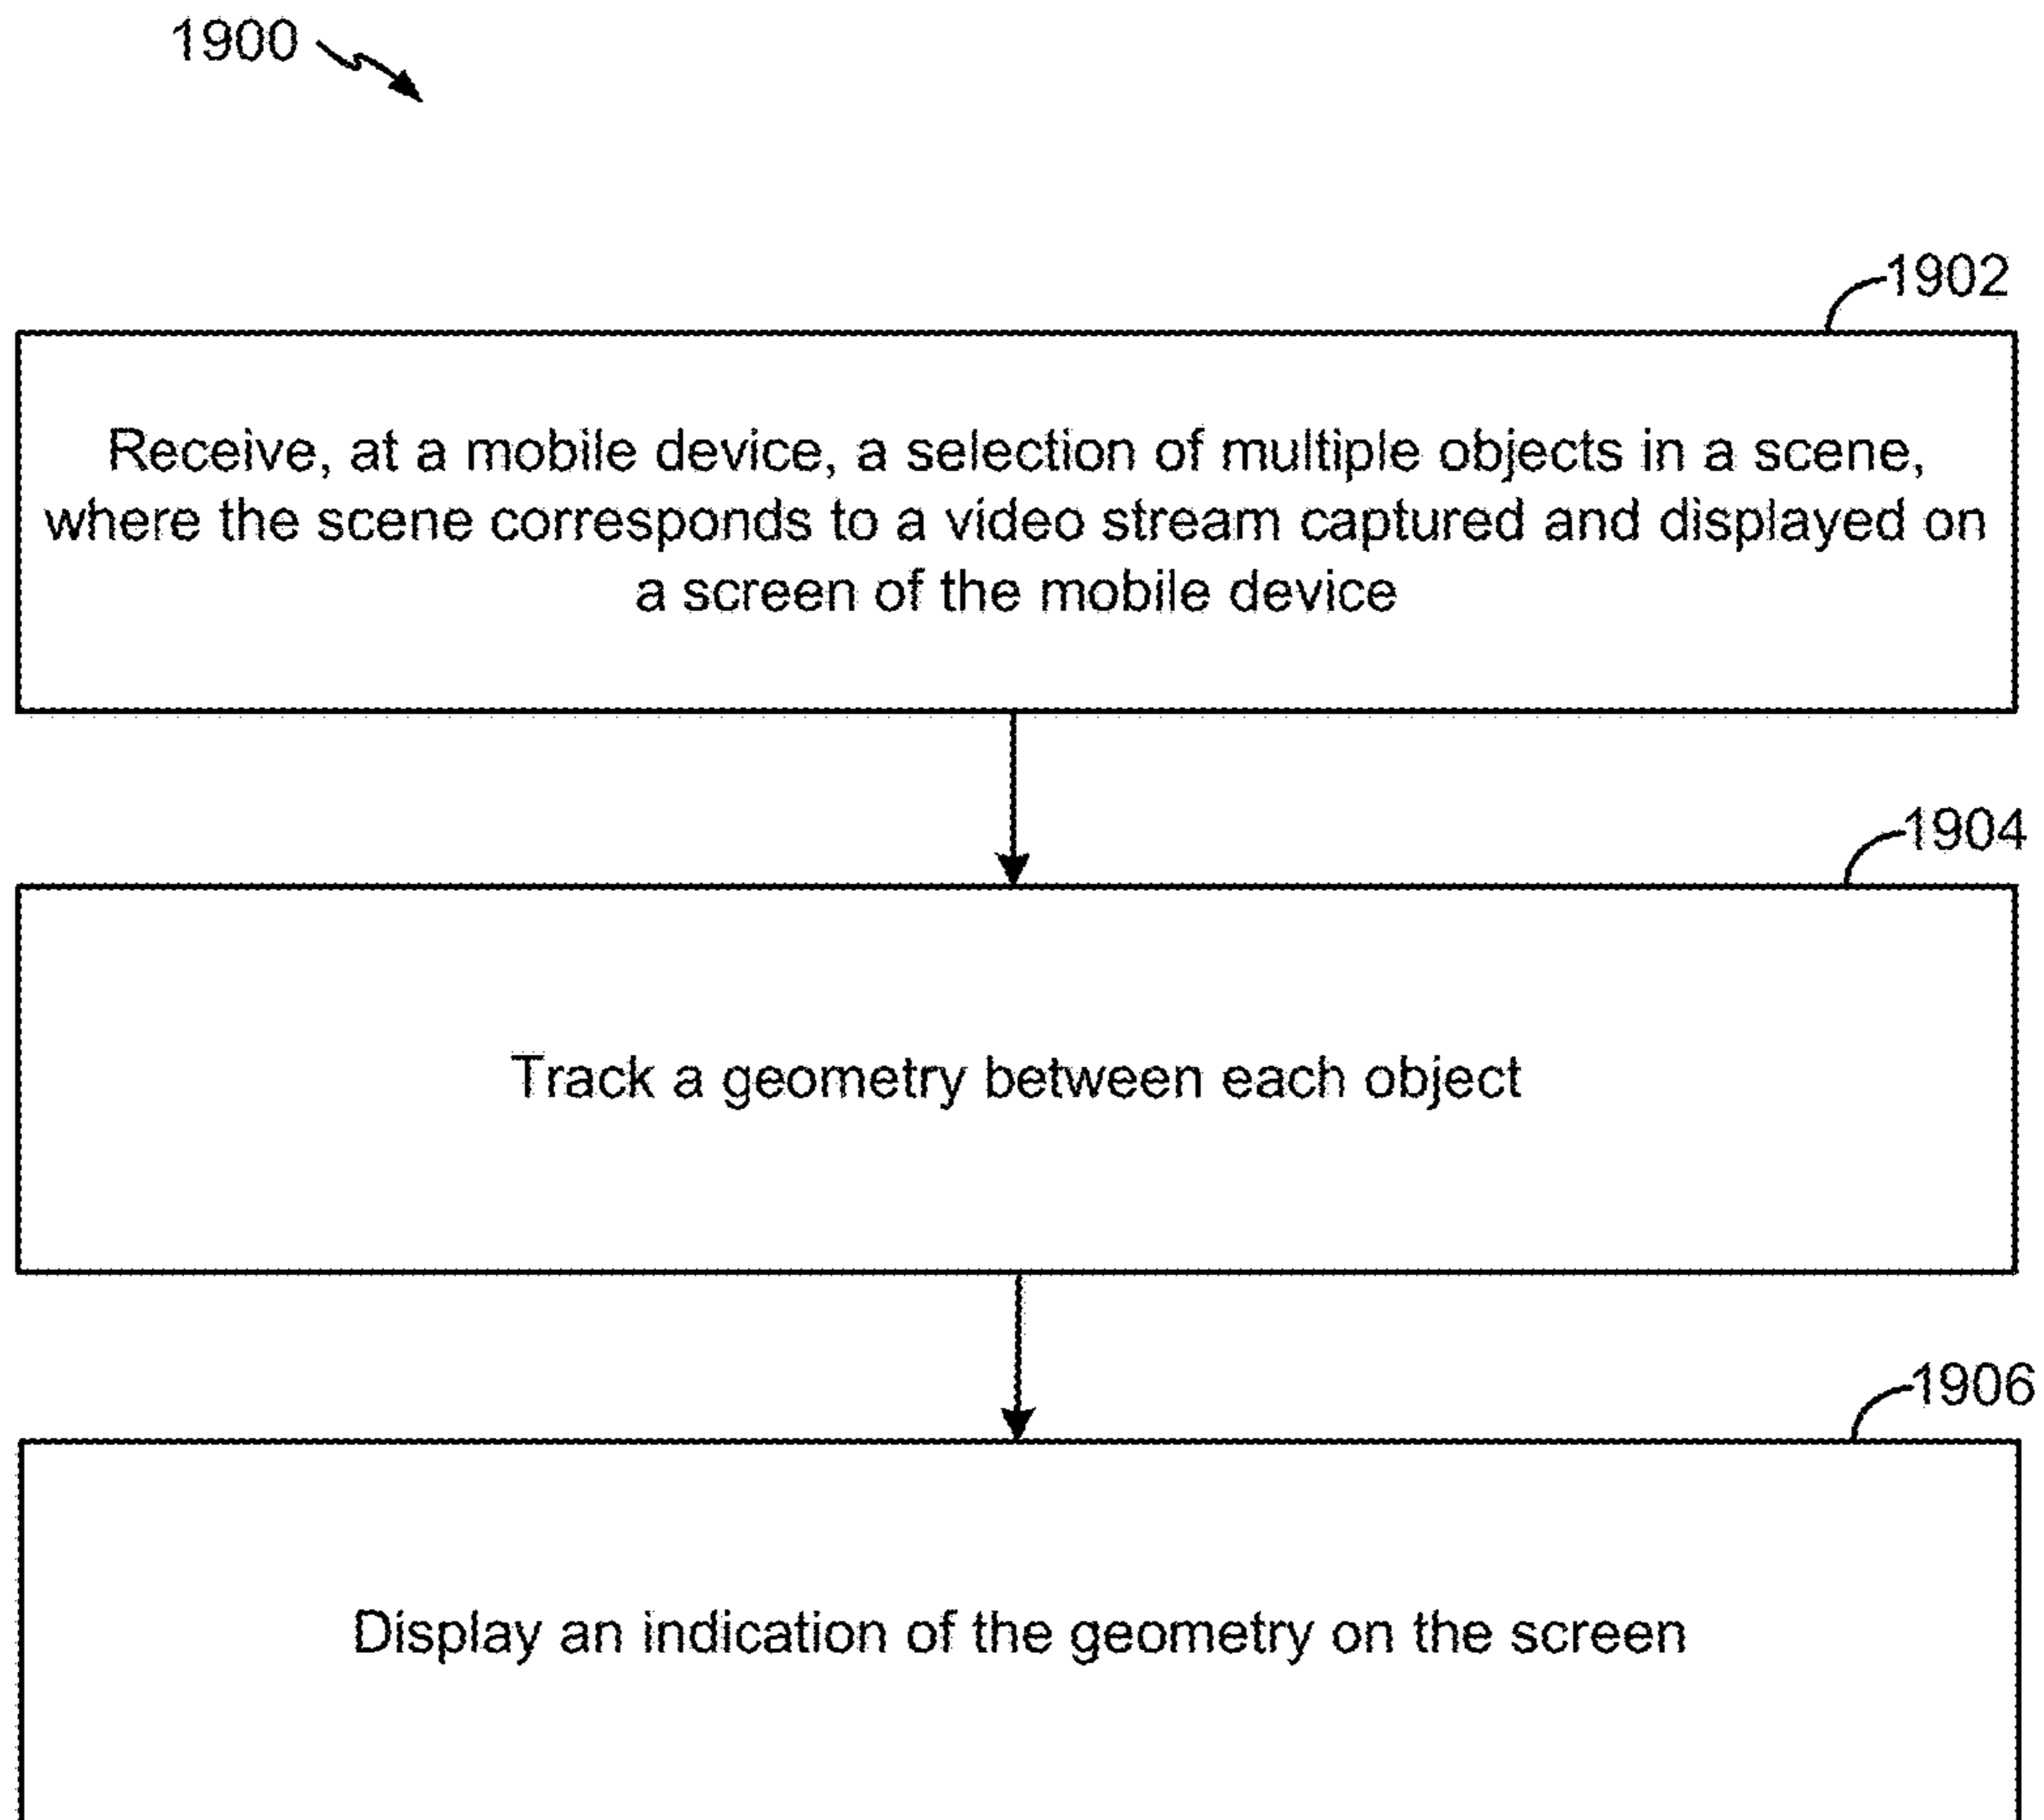 1900
1902
Receive, at a mobile device, a selection of multiple objects in a scene,
where the scene corresponds to a video stream captured and displayed on
a screen of the mobile device
1904
Track a geometry between each object
1906
Display an indication of the geometry on the screen